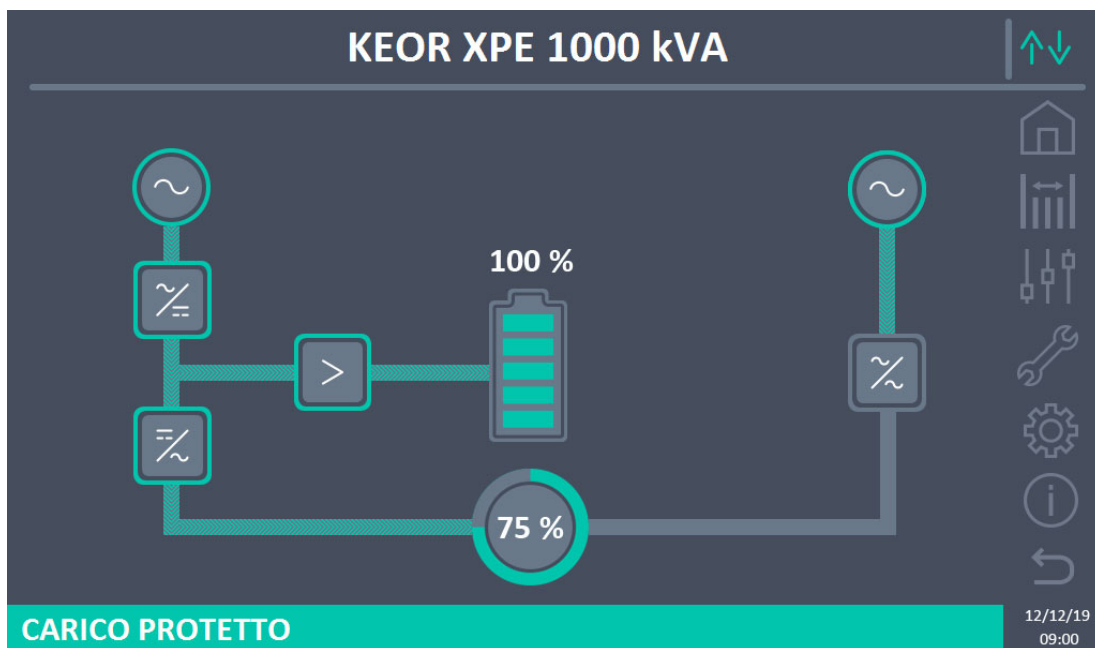 KEOR XPE 1000 kVA
100 %
75 %
CARICO PROTETTO
12/12/19
09:00